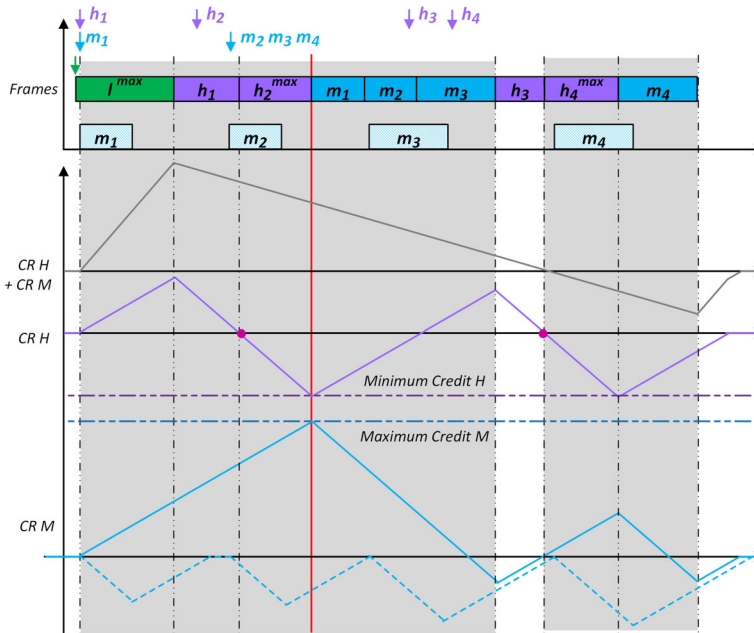 h1 h2 h3 h4
m1 m2 m3 m4
Frames l max h1 h2 max m1 m2 m3 h3 h4 max m4
m1 m2 m3 m4
CR H
+ CR M
CR H
Minimum Credit H
Maximum Credit M
CR M